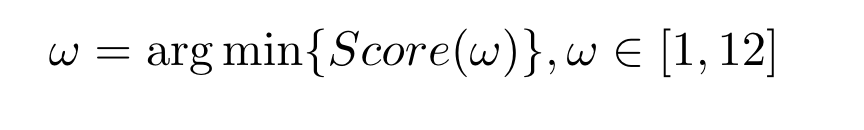 ω = arg min{Score(ω)}, ω ∈ [1, 12]